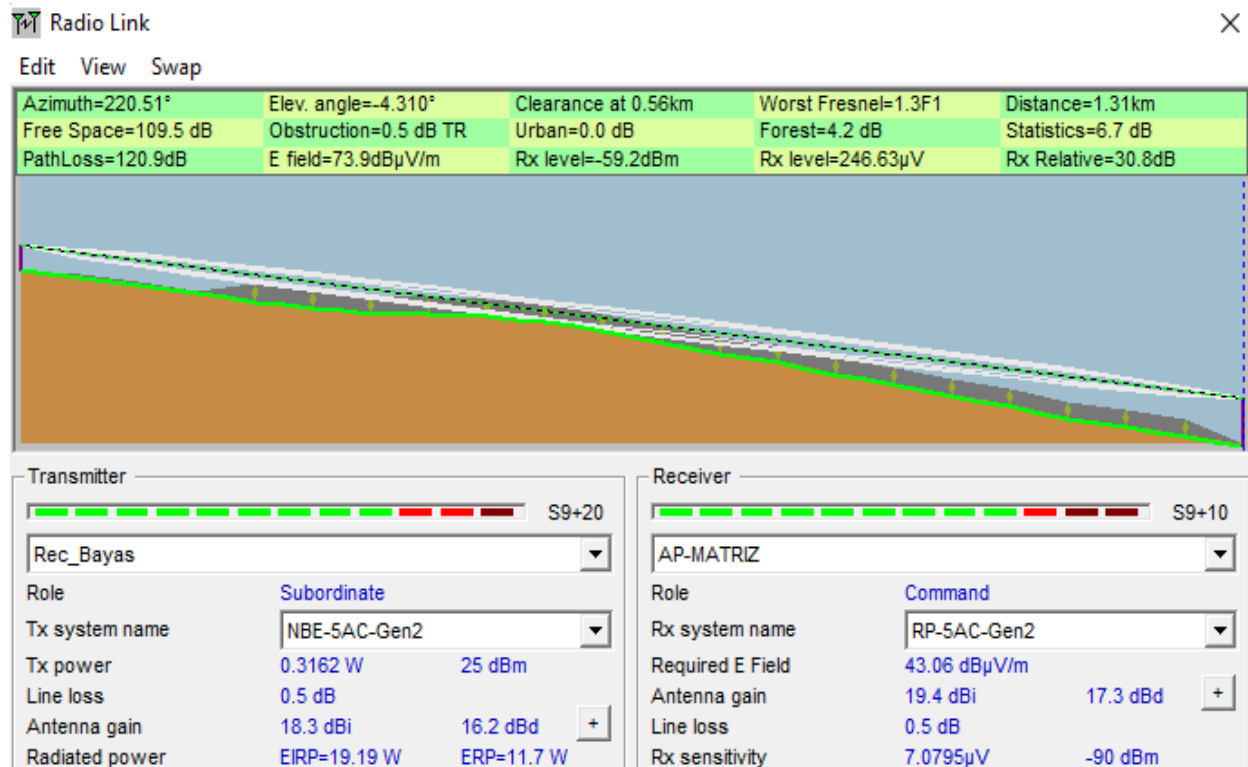 Radio Link
Edit View Swap
Azimuth=220.51° Elev. angle=-4.310° Clearance at 0.56km Worst Fresnel=1.3F1 Distance=1.31km
Free Space=109.5 dB Obstruction=0.5 dB TR Urban=0.0 dB Forest=4.2 dB Statistics=6.7 dB
PathLoss=120.9dB E field=73.9dBµV/m Rx level=-59.2dBm Rx level=246.63µV Rx Relative=30.8dB
Transmitter
S9+20
Rec_Bayas
Role Subordinate
Tx system name NBE-5AC-Gen2
Tx power 0.3162 W 25 dBm
Line loss 0.5 dB
Antenna gain 18.3 dBi 16.2 dBd +
Radiated power EIRP=19.19 W ERP=11.7 W
Receiver
S9+10
AP-MATRIZ
Role Command
Rx system name RP-5AC-Gen2
Required E Field 43.06 dBµV/m
Antenna gain 19.4 dBi 17.3 dBd +
Line loss 0.5 dB
Rx sensitivity 7.0795µV -90 dBm